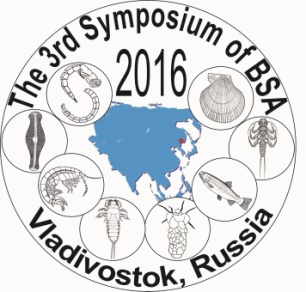 The 3rd Symposium of BSA
2016
Vladivostok, Russia